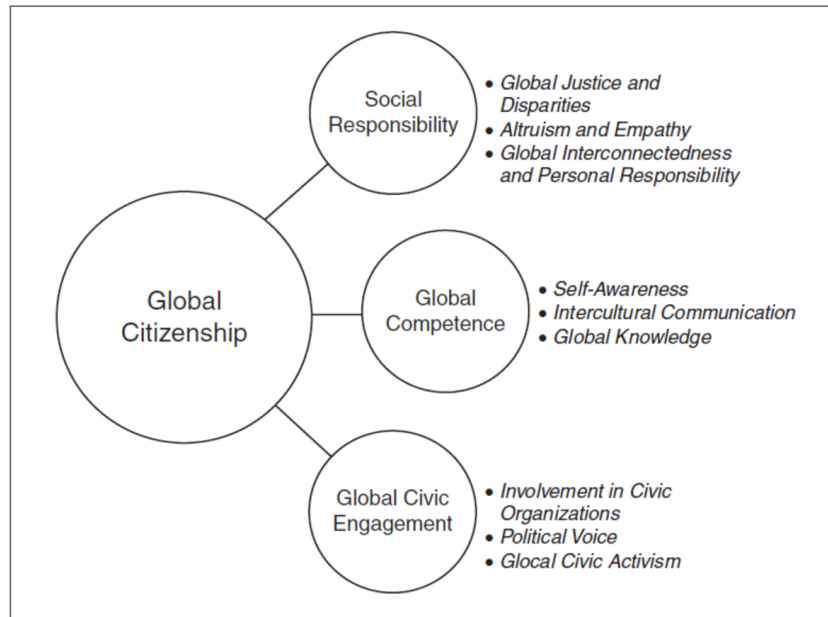 Social
Responsibility
• Global Justice and
Disparities
• Altruism and Empathy
• Global Interconnectedness
and Personal Responsibility
Global
Citizenship
Global
Competence
• Self-Awareness
• Intercultural Communication
• Global Knowledge
Global Civic
Engagement
• Involvement in Civic
Organizations
• Political Voice
• Glocal Civic Activism